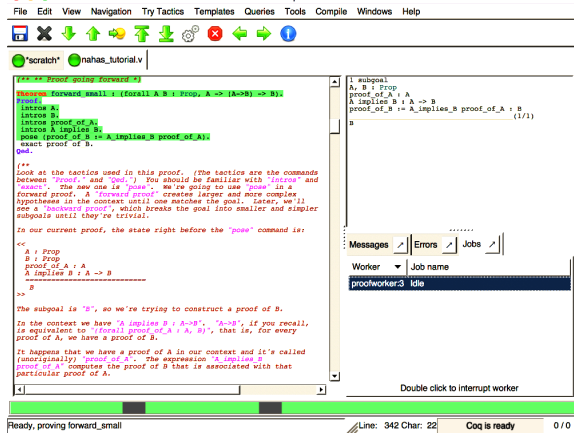 File Edit View Navigation Try Tactics Templates Queries Tools Compile Windows Help
*scratch* nahas_tutorial.v
(** ** Proof going forward *)
Theorem forward_small : (forall A B : Prop, A -> (A->B) -> B).
Proof.
intros A.
intros B.
intros proof_of_A.
intros A_implies_B.
pose (proof_of_B := A_implies_B proof_of_A).
exact proof_of_B.
Qed.
(**
Look at the tactics used in this proof. (The tactics are the commands
between "Proof." and "Qed.") You should be familiar with "intros" and
"exact". The new one is "pose". We're going to use "pose" in a
forward proof. A "forward proof" creates larger and more complex
hypotheses in the context until one matches the goal. Later, we'll
see a "backward proof", which breaks the goal into smaller and simpler
subgoals until they're trivial.
In our current proof, the state right before the "pose" command is:
<<
A : Prop
B : Prop
proof_of_A : A
A_implies_B : A -> B
============================
B
>>
The subgoal is "B", so we're trying to construct a proof of B.
In the context we have "A_implies_B : A->B". "A->B", if you recall,
is equivalent to "(forall proof_of_A : A, B)", that is, for every
proof of A, we have a proof of B.
It happens that we have a proof of A in our context and it's called
(unoriginally) "proof_of_A". The expression "A_implies_B
proof_of_A" computes the proof of B that is associated with that
particular proof of A.
1 subgoal
A, B : Prop
proof_of_A : A
A_implies_B : A -> B
proof_of_B := A_implies_B proof_of_A : B
(1/1)
B
Messages Errors Jobs
Worker Job name
proofworker:3 Idle
Double click to interrupt worker
Ready, proving forward_small Line: 342 Char: 22 Coq is ready 0 / 0